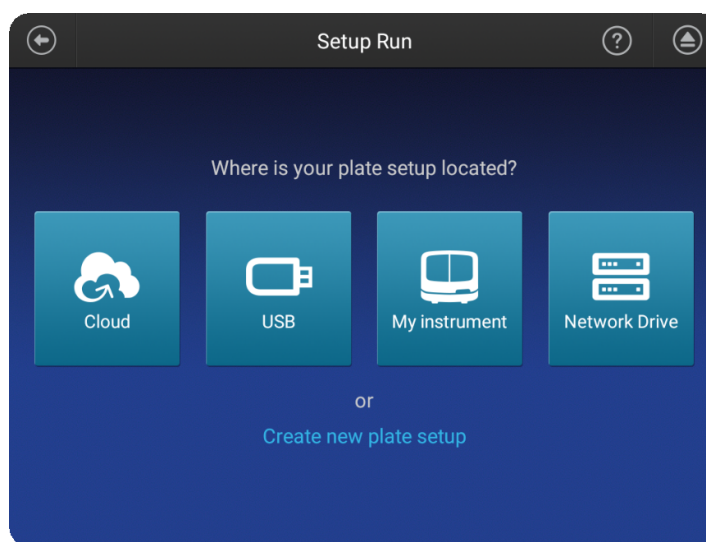 Setup Run
?
Where is your plate setup located?
Cloud
USB
My instrument
Network Drive
or
Create new plate setup